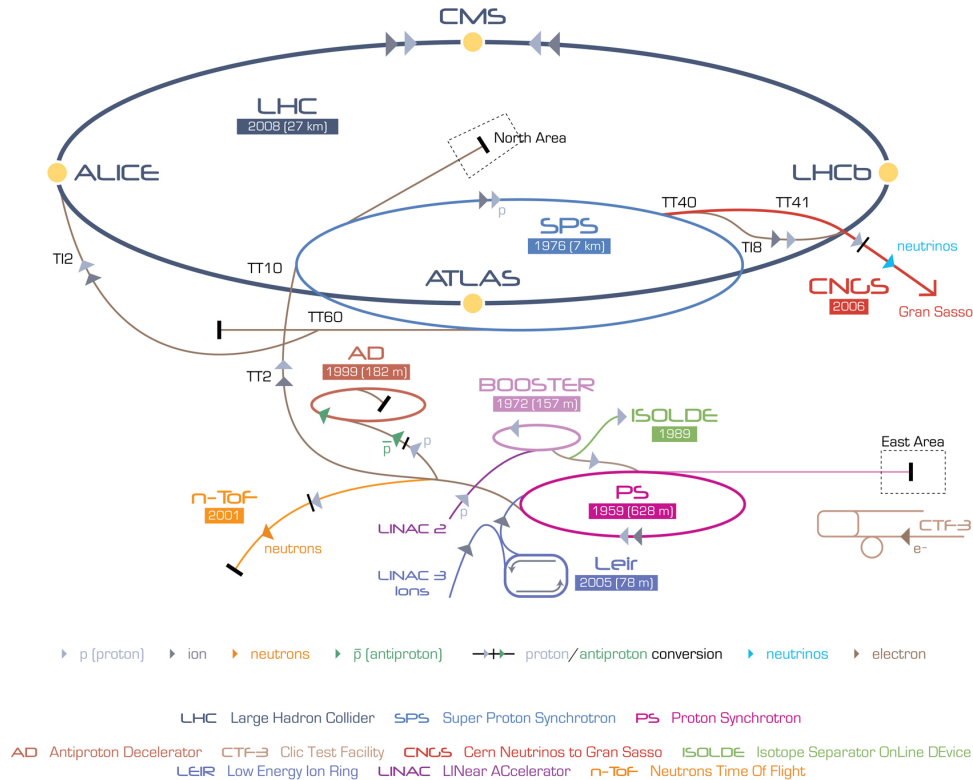 CMS
LHC
2008 (27 km)
North Area
ALICE
LHCb
TT40
TT41
SPS
1976 (7 km)
p
TI8
neutrinos
TI2
TT10
ATLAS
CNGS
2006
Gran Sasso
TT60
AD
1999 (182 m)
TT2
BOOSTER
1972 (157 m)
ISOLDE
1989
p
p̅
East Area
n-ToF
2001
PS
1959 (628 m)
LINAC 2
p
neutrons
CTF-3
e-
LINAC 3
Ions
Leir
2005 (78 m)
p (proton) ion neutrons p̅ (antiproton) proton/antiproton conversion neutrinos electron
LHC Large Hadron Collider SPS Super Proton Synchrotron PS Proton Synchrotron
AD Antiproton Decelerator CTF-3 Clic Test Facility CNGS Cern Neutrinos to Gran Sasso ISOLDE Isotope Separator OnLine DEvice
LEIR Low Energy Ion Ring LINAC LINear ACcelerator n-ToF Neutrons Time Of Flight